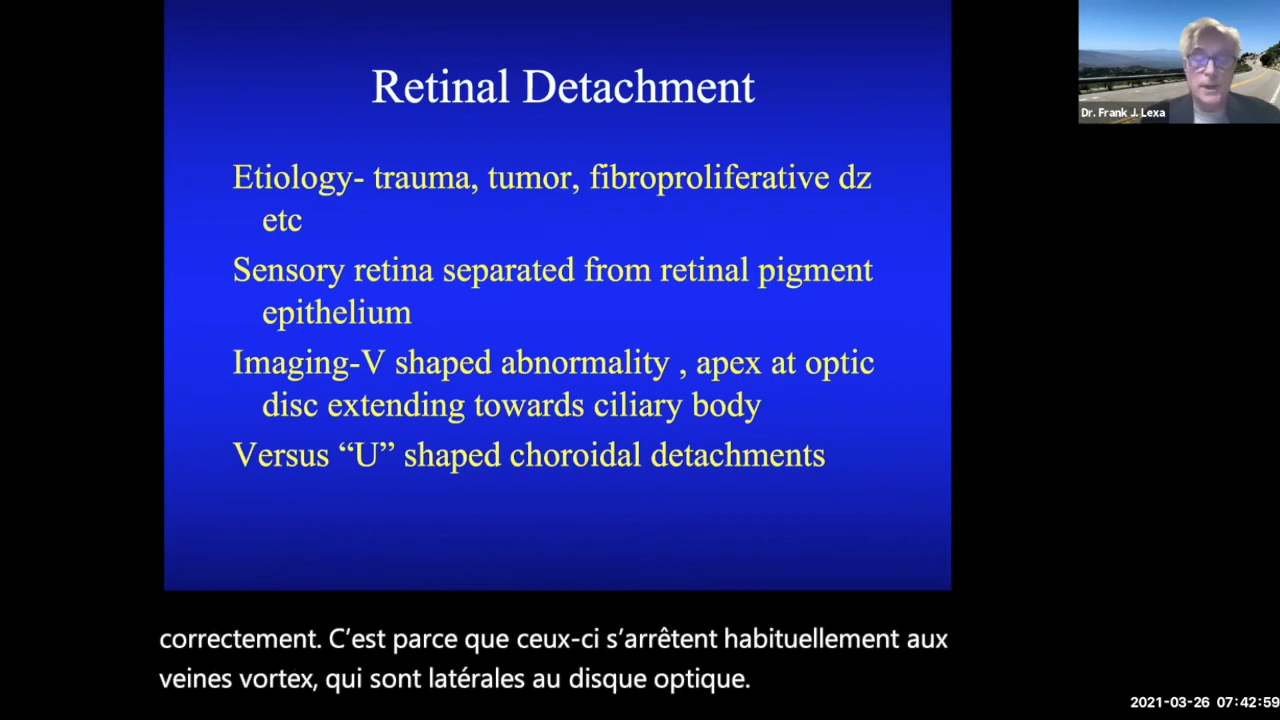 Retinal Detachment
Etiology- trauma, tumor, fibroproliferative dz
etc
Sensory retina separated from retinal pigment
epithelium
Imaging-V shaped abnormality , apex at optic
disc extending towards ciliary body
Versus “U” shaped choroidal detachments
Dr. Frank J. Lexa
correctement. C’est parce que ceux-ci s’arrêtent habituellement aux
veines vortex, qui sont latérales au disque optique.
2021-03-26 07:42:59